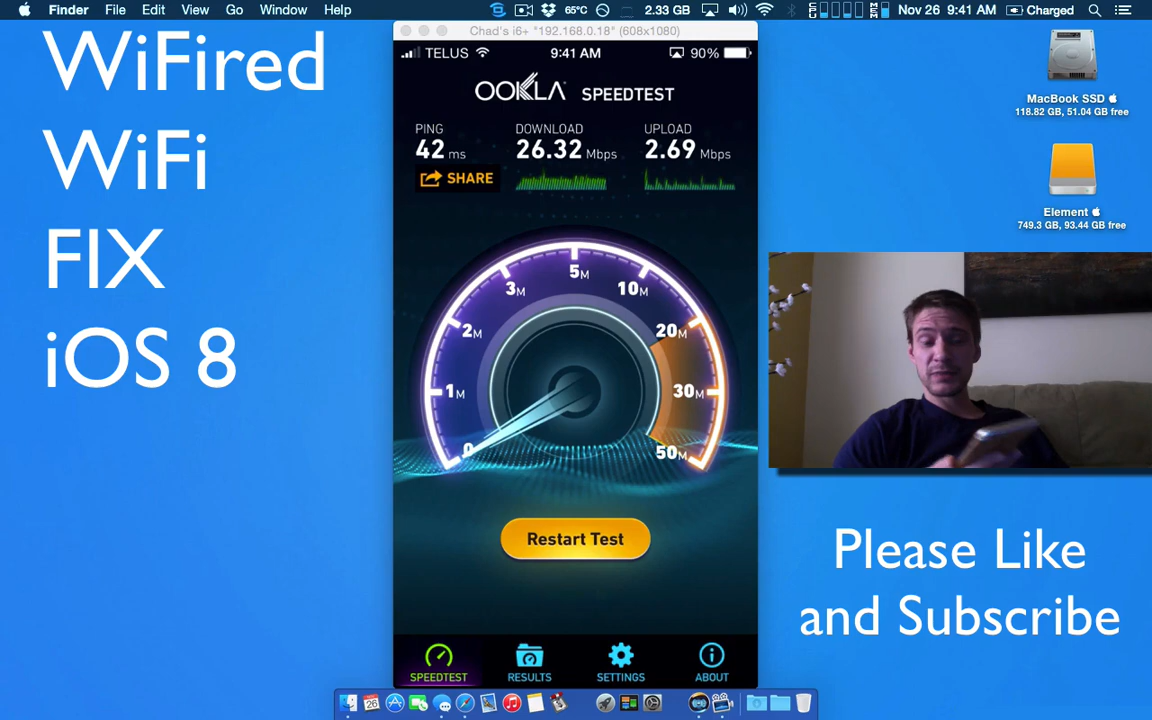 Finder File Edit View Go Window Help 65°C 2.33 GB Nov 26 9:41 AM Charged
Chad's i6+ "192.168.0.18" (608x1080)
WiFired
WiFi
FIX
iOS 8
TELUS 9:41 AM 90%
OOKLA SPEEDTEST
PING DOWNLOAD UPLOAD
42 ms 26.32 Mbps 2.69 Mbps
SHARE
5M
3M 10M
2M 20M
1M 30M
0 50M
Restart Test
SPEEDTEST RESULTS SETTINGS ABOUT
MacBook SSD
118.82 GB, 51.04 GB free
Element
749.3 GB, 93.44 GB free
Please Like
and Subscribe
26